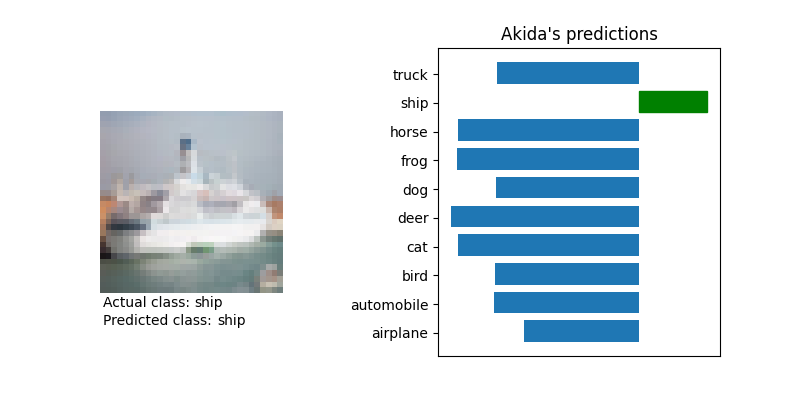 Akida's predictions
truck
ship
horse
frog
dog
deer
cat
bird
automobile
airplane
Actual class: ship
Predicted class: ship